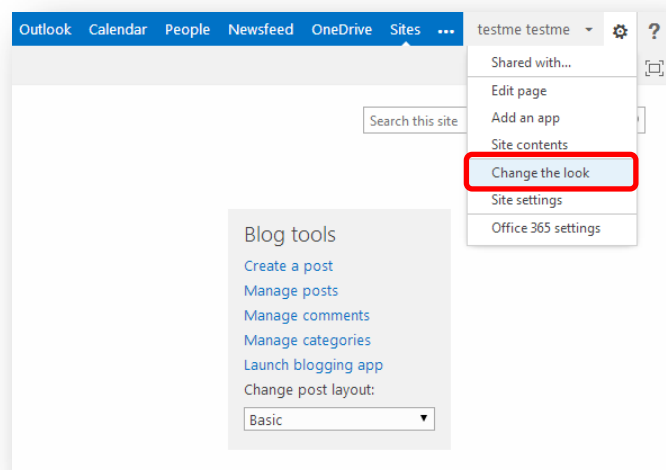 Outlook Calendar People Newsfeed OneDrive Sites ••• testme testme ?
Shared with...
Edit page
Add an app
Search this site
Site contents
Change the look
Site settings
Office 365 settings
Blog tools
Create a post
Manage posts
Manage comments
Manage categories
Launch blogging app
Change post layout:
Basic